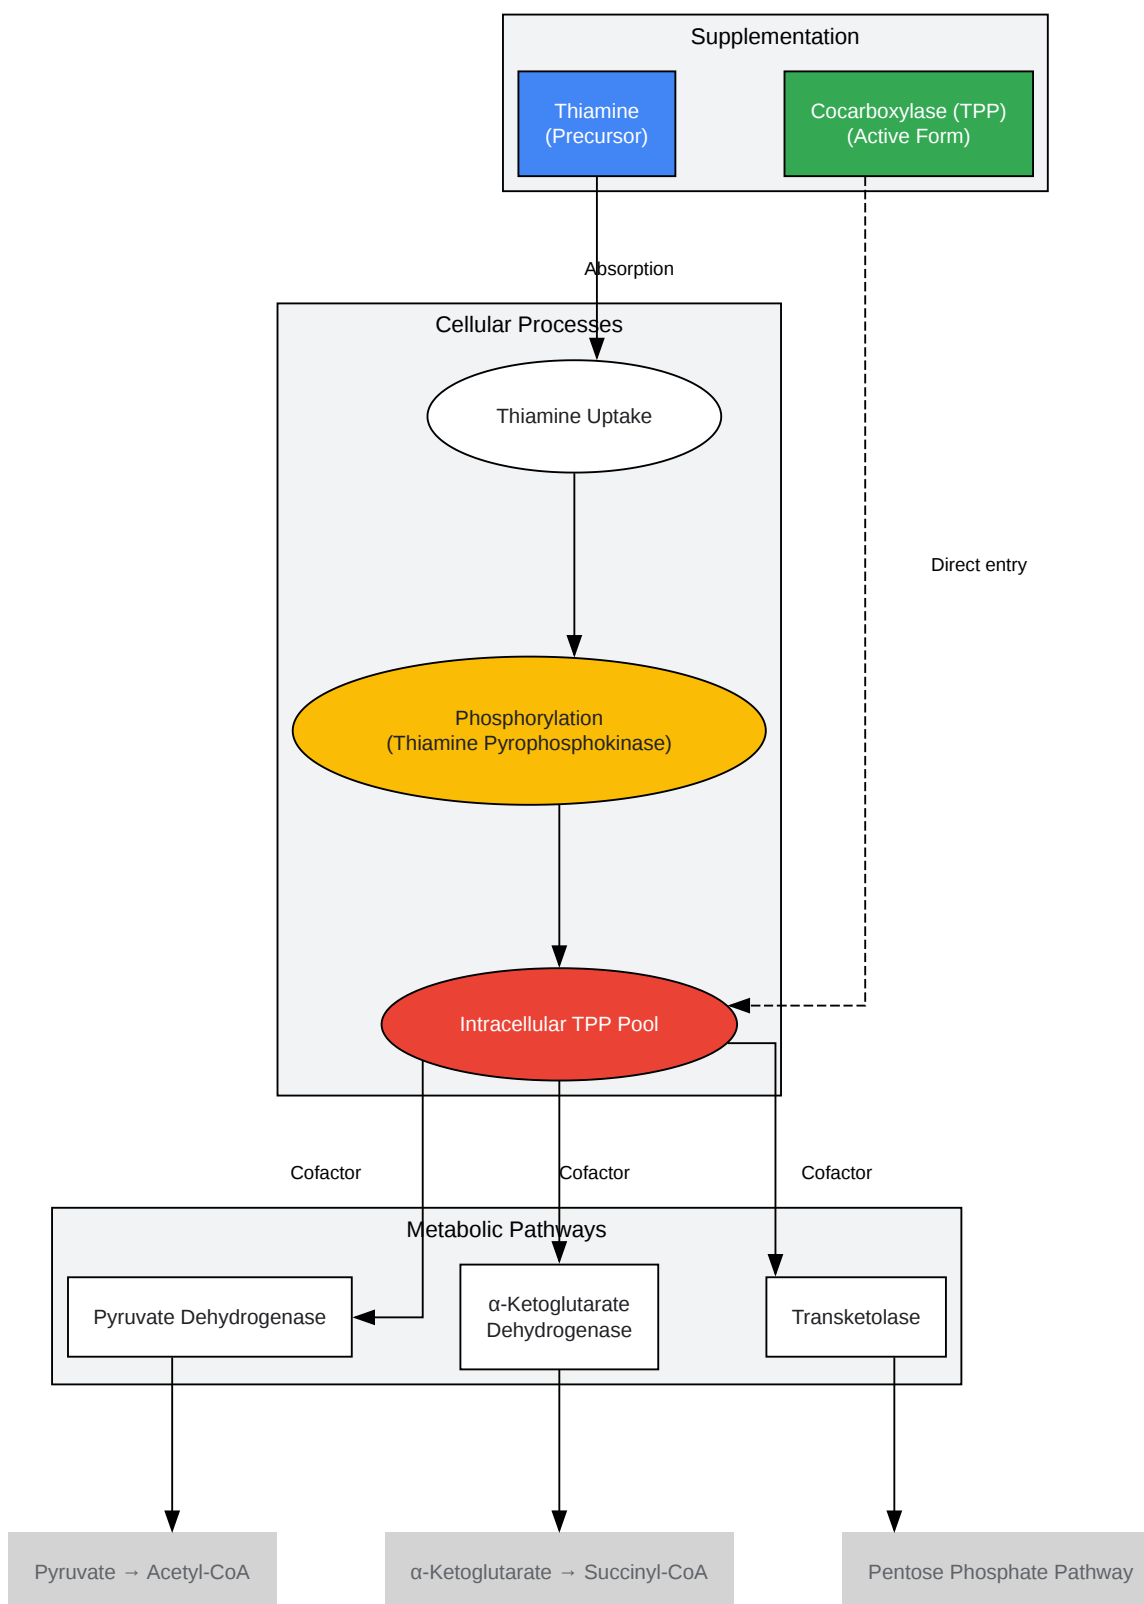 Supplementation
Thiamine
(Precursor)
Cocarboxylase (TPP)
(Active Form)
Absorption
Cellular Processes
Thiamine Uptake
Direct entry
Phosphorylation
(Thiamine Pyrophosphokinase)
Intracellular TPP Pool
Cofactor
Cofactor
Cofactor
Metabolic Pathways
Pyruvate Dehydrogenase
α-Ketoglutarate
Dehydrogenase
Transketolase
Pyruvate → Acetyl-CoA
α-Ketoglutarate → Succinyl-CoA
Pentose Phosphate Pathway